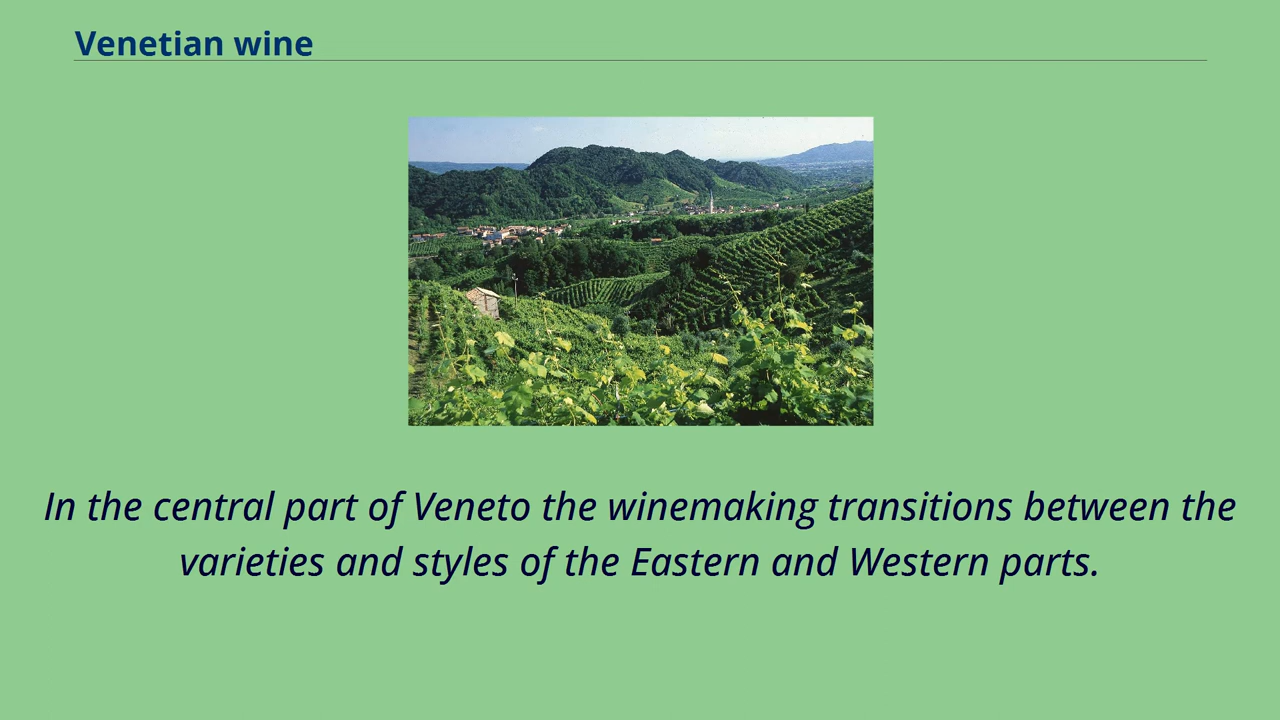 Venetian wine
In the central part of Veneto the winemaking transitions between the
varieties and styles of the Eastern and Western parts.